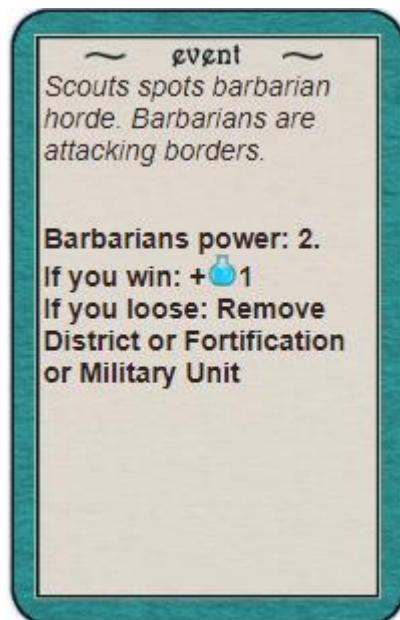 event
Scouts spots barbarian
horde. Barbarians are
attacking borders.
Barbarians power: 2.
If you win: +1
If you loose: Remove
District or Fortification
or Military Unit